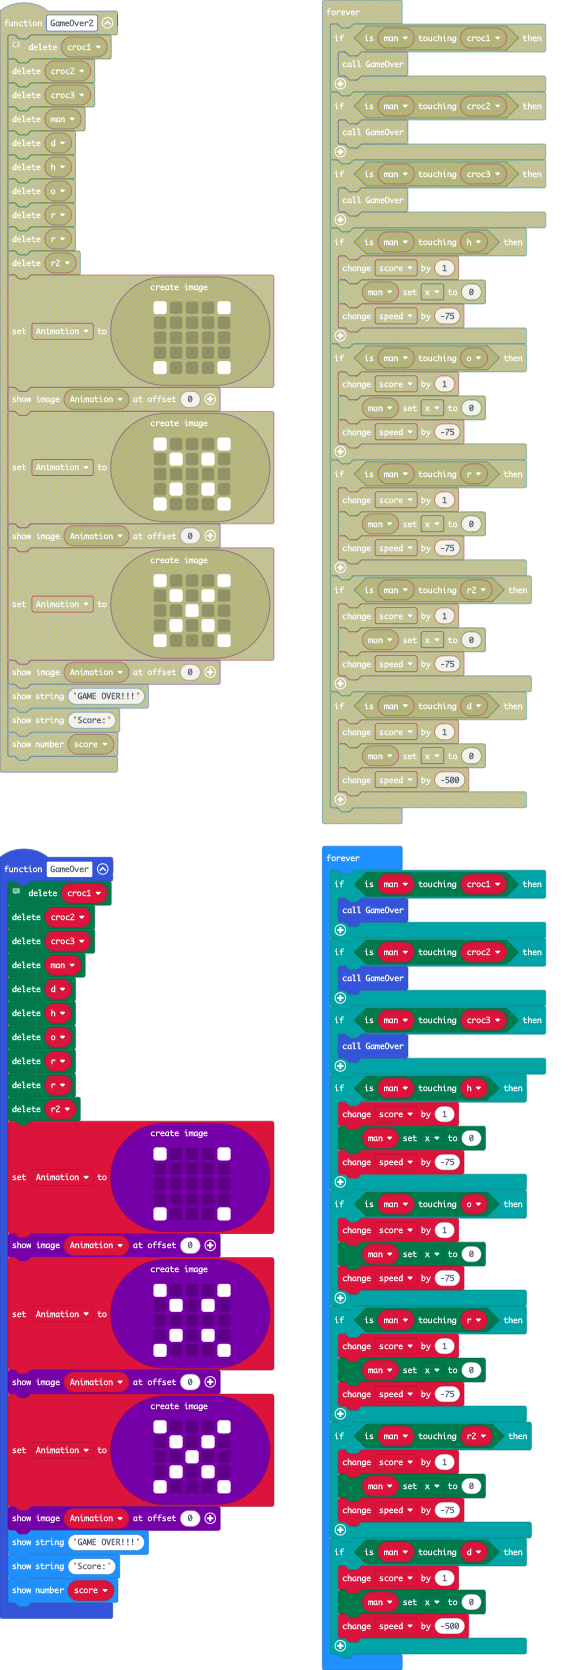 function GameOver2
delete croc1
delete croc2
delete croc3
delete man
delete d
delete h
delete o
delete r
delete r
delete r2
create image
set Animation to
show image Animation at offset 0
create image
set Animation to
show image Animation at offset 0
create image
set Animation to
show image Animation at offset 0
show string "GAME OVER!!!"
show string "Score:"
show number score
forever
if is man touching croc1 then
call GameOver
if is man touching croc2 then
call GameOver
if is man touching croc3 then
call GameOver
if is man touching h then
change score by 1
man set x to 0
change speed by -75
if is man touching o then
change score by 1
man set x to 0
change speed by -75
if is man touching r then
change score by 1
man set x to 0
change speed by -75
if is man touching r2 then
change score by 1
man set x to 0
change speed by -75
if is man touching d then
change score by 1
man set x to 0
change speed by -500
function GameOver
delete croc1
delete croc2
delete croc3
delete man
delete d
delete h
delete o
delete r
delete r
delete r2
create image
set Animation to
show image Animation at offset 0
create image
set Animation to
show image Animation at offset 0
create image
set Animation to
show image Animation at offset 0
show string "GAME OVER!!!"
show string "Score:"
show number score
forever
if is man touching croc1 then
call GameOver
if is man touching croc2 then
call GameOver
if is man touching croc3 then
call GameOver
if is man touching h then
change score by 1
man set x to 0
change speed by -75
if is man touching o then
change score by 1
man set x to 0
change speed by -75
if is man touching r then
change score by 1
man set x to 0
change speed by -75
if is man touching r2 then
change score by 1
man set x to 0
change speed by -75
if is man touching d then
change score by 1
man set x to 0
change speed by -500